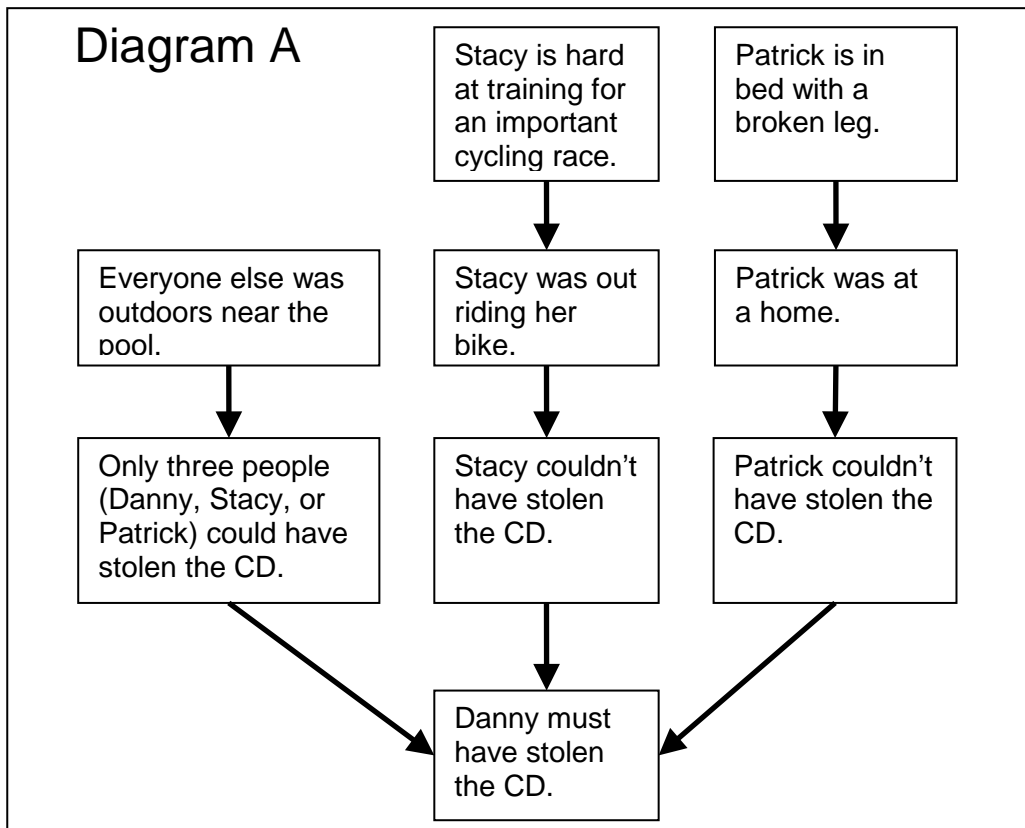 Diagram A
Stacy is hard
at training for
an important
cycling race.
Patrick is in
bed with a
broken leg.
Everyone else was
outdoors near the
pool.
Stacy was out
riding her
bike.
Patrick was at
a home.
Only three people
(Danny, Stacy, or
Patrick) could have
stolen the CD.
Stacy couldn't
have stolen
the CD.
Patrick couldn't
have stolen the
CD.
Danny must
have stolen
the CD.